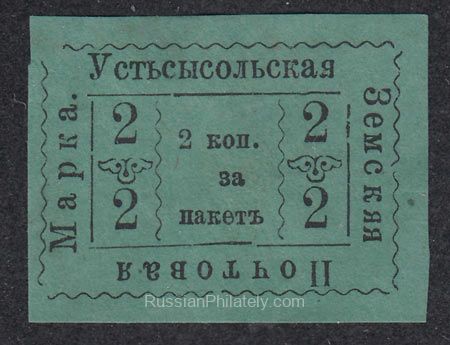 Устьсысольская
Земская
Почтовая
Марка.
2
2
2 коп.
за
пакетъ
2
2
RussianPhilately.com